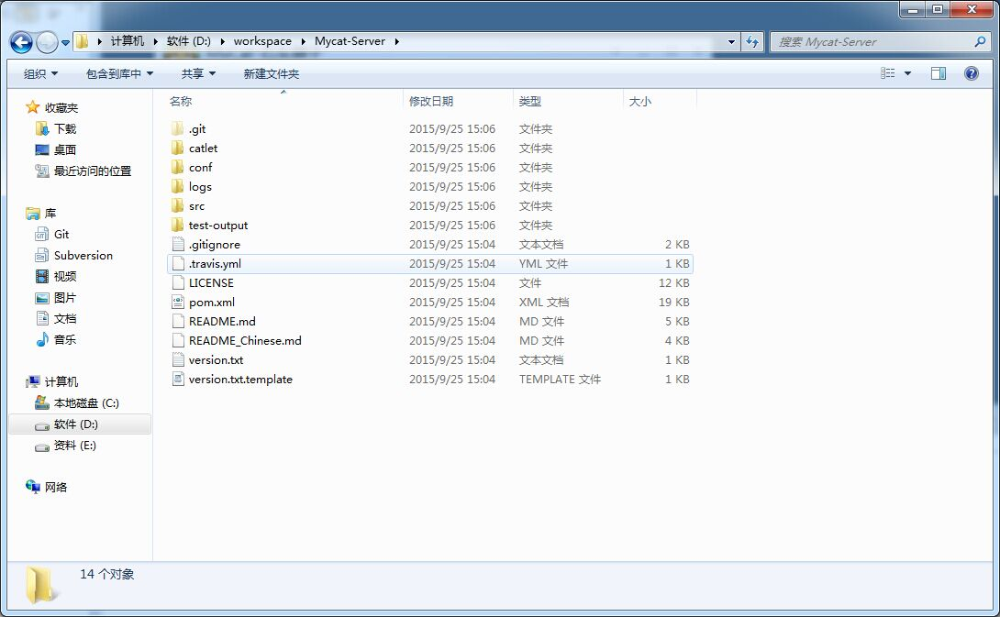 计算机 软件 (D:) workspace Mycat-Server 搜索 Mycat-Server
组织 包含到库中 共享 新建文件夹
名称 修改日期 类型 大小
收藏夹
下载
桌面
最近访问的位置
库
Git
Subversion
视频
图片
文档
音乐
计算机
本地磁盘 (C:)
软件 (D:)
资料 (E:)
网络
.git 2015/9/25 15:06 文件夹
catlet 2015/9/25 15:06 文件夹
conf 2015/9/25 15:06 文件夹
logs 2015/9/25 15:06 文件夹
src 2015/9/25 15:06 文件夹
test-output 2015/9/25 15:06 文件夹
.gitignore 2015/9/25 15:04 文本文档 2 KB
.travis.yml 2015/9/25 15:04 YML 文件 1 KB
LICENSE 2015/9/25 15:04 文件 12 KB
pom.xml 2015/9/25 15:04 XML 文档 19 KB
README.md 2015/9/25 15:04 MD 文件 5 KB
README_Chinese.md 2015/9/25 15:04 MD 文件 4 KB
version.txt 2015/9/25 15:04 文本文档 1 KB
version.txt.template 2015/9/25 15:04 TEMPLATE 文件 1 KB
14 个对象